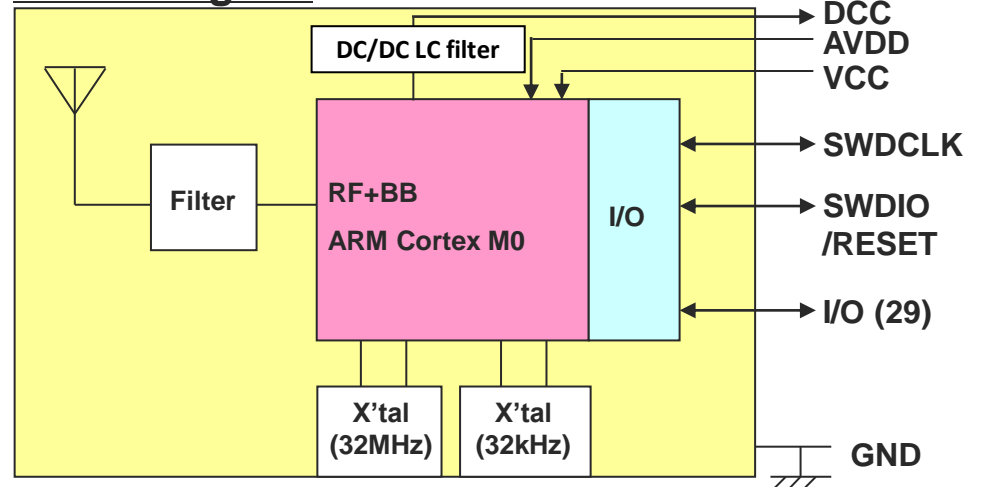 DC/DC LC filter
DCC
AVDD
VCC
SWDCLK
SWDIO
/RESET
I/O (29)
Filter
RF+BB
ARM Cortex M0
I/O
X'tal
(32MHz)
X'tal
(32kHz)
GND